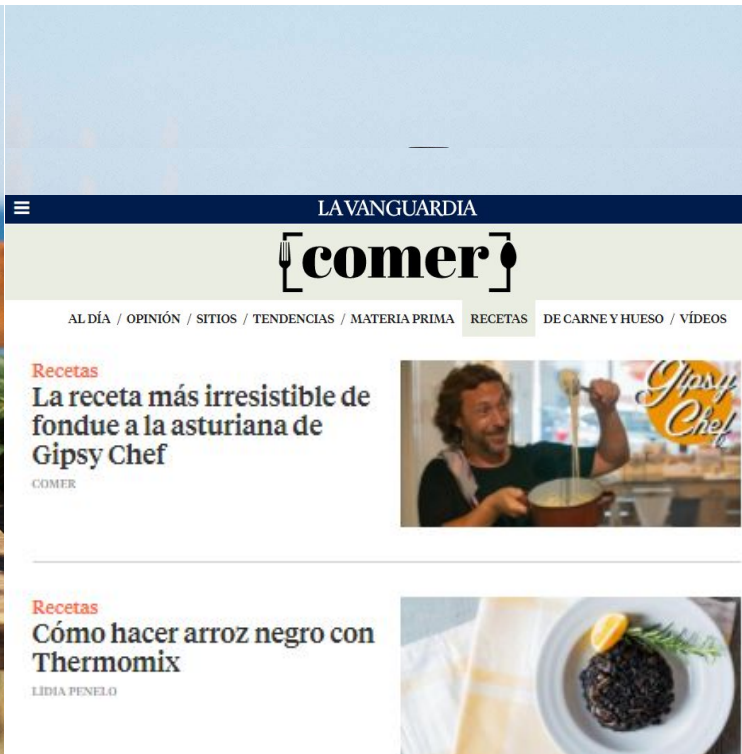 LA VANGUARDIA
comer
AL DÍA / OPINIÓN / SITIOS / TENDENCIAS / MATERIA PRIMA RECETAS DE CARNE Y HUESO / VÍDEOS
Recetas
La receta más irresistible de
fondue a la asturiana de
Gipsy Chef
COMER
Gipsy
Chef
Recetas
Cómo hacer arroz negro con
Thermomix
LÍDIA PENELO